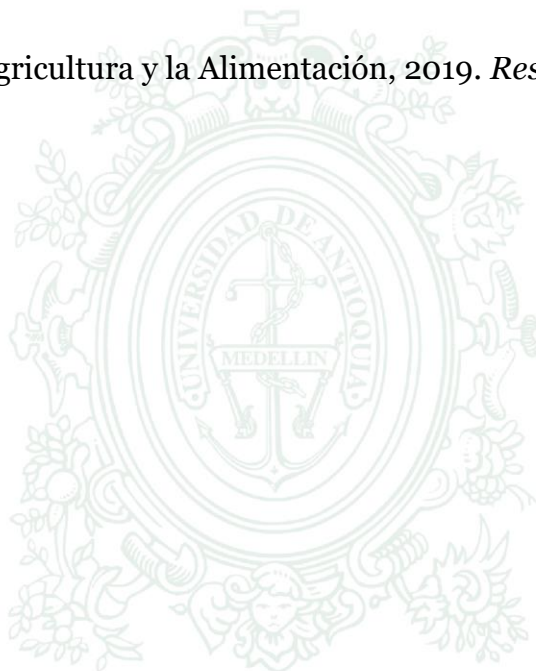 gricultura y la Alimentación, 2019. Res
UNIVERSIDAD DE ANTIOQUIA
MEDELLIN